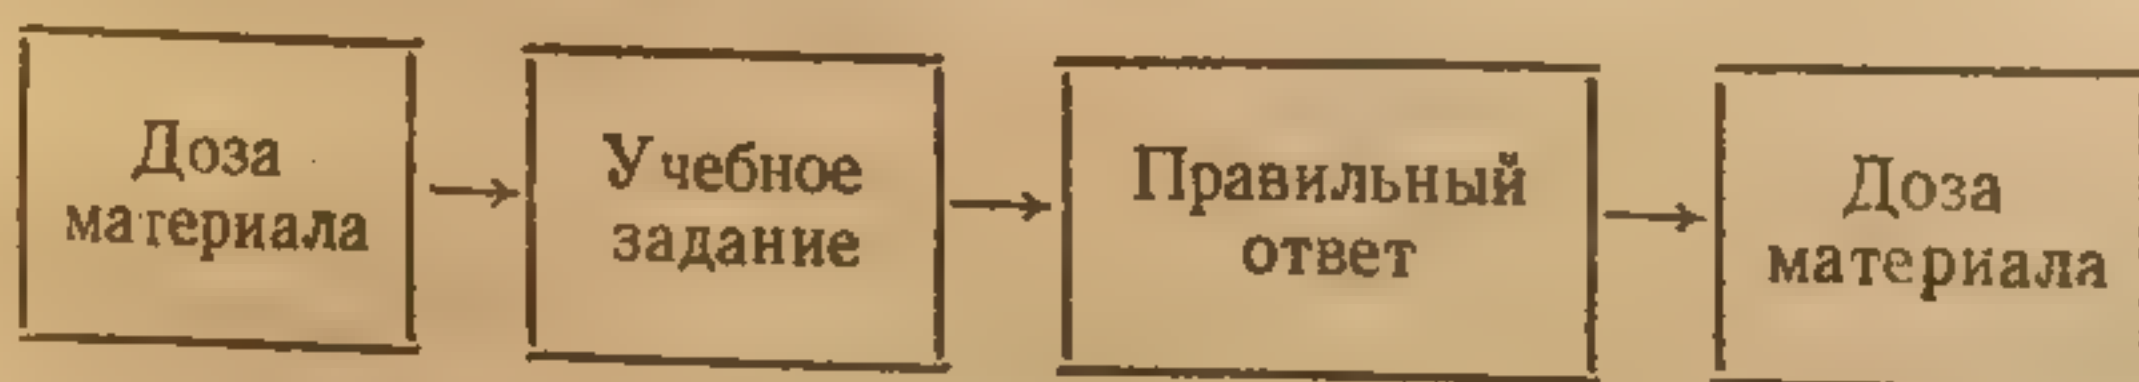 Доза
материала
Учебное
задание
Правильный
ответ
Доза
материала